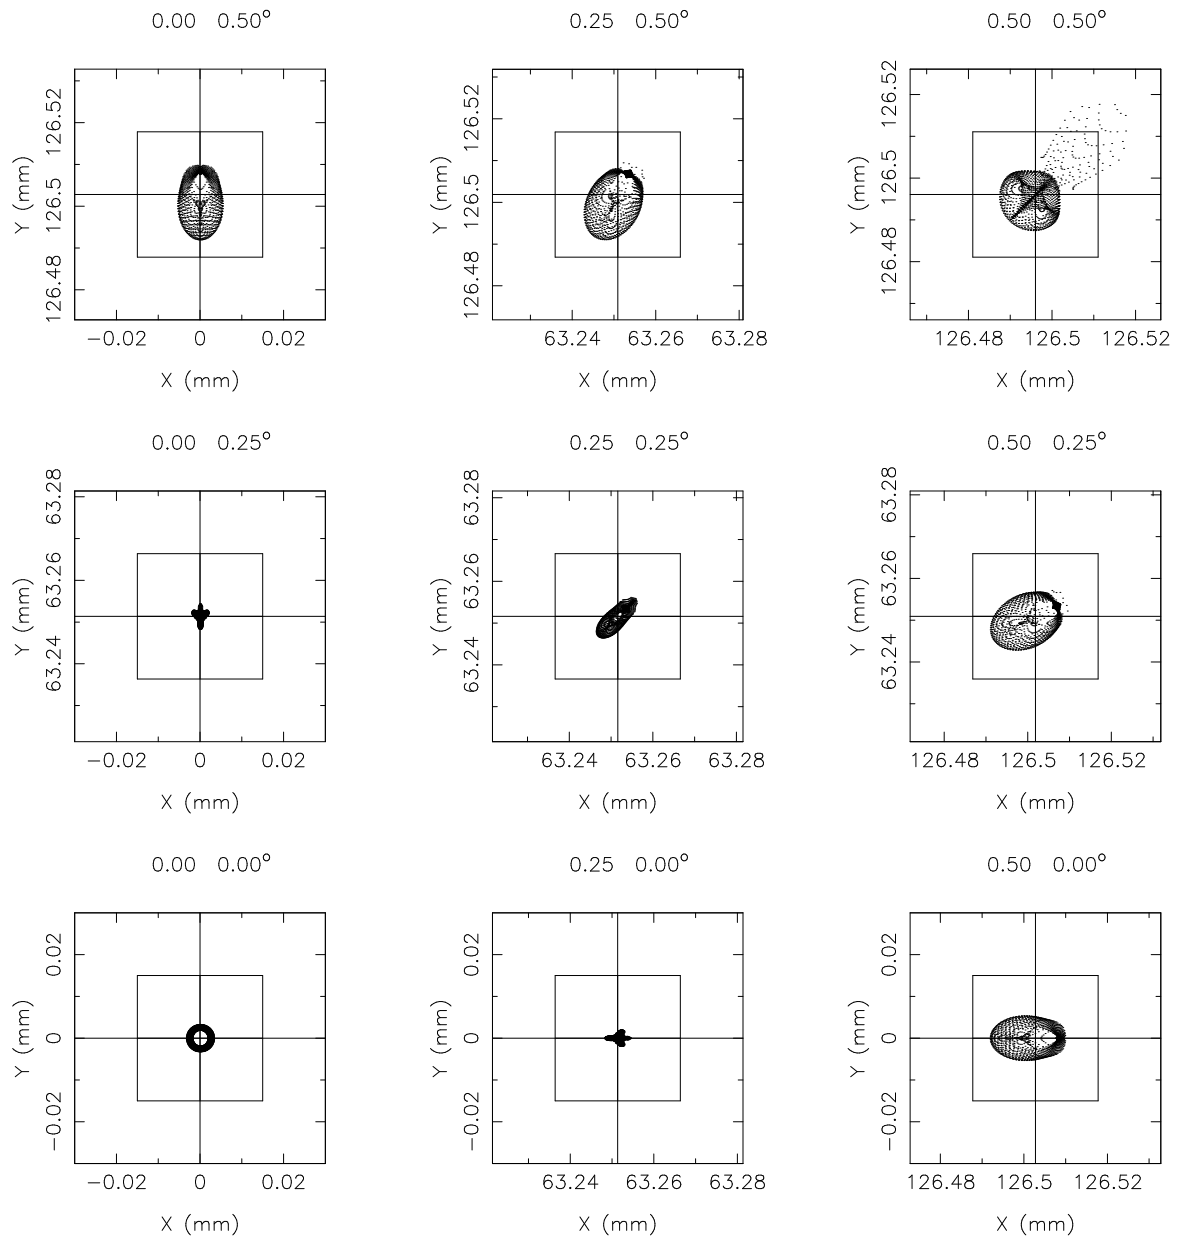 0.00 0.50°
0.25 0.50°
0.50 0.50°
Y (mm)
126.48 126.5 126.52
−0.02 0 0.02
X (mm)
Y (mm)
126.48 126.5 126.52
63.24 63.26 63.28
X (mm)
Y (mm)
126.48 126.5 126.52
126.48 126.5 126.52
X (mm)
0.00 0.25°
0.25 0.25°
0.50 0.25°
Y (mm)
63.24 63.26 63.28
−0.02 0 0.02
X (mm)
Y (mm)
63.24 63.26 63.28
63.24 63.26 63.28
X (mm)
Y (mm)
63.24 63.26 63.28
126.48 126.5 126.52
X (mm)
0.00 0.00°
0.25 0.00°
0.50 0.00°
Y (mm)
−0.02 0 0.02
−0.02 0 0.02
X (mm)
Y (mm)
−0.02 0 0.02
63.24 63.26 63.28
X (mm)
Y (mm)
−0.02 0 0.02
126.48 126.5 126.52
X (mm)